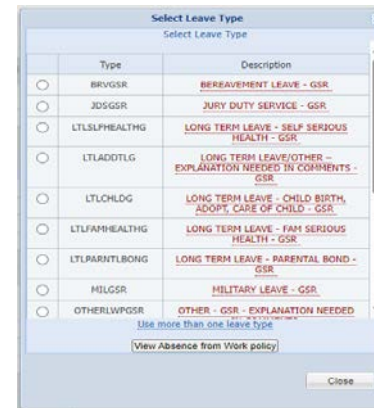 Select Leave Type
Select Leave Type
Type Description
BRVGSR BEREAVEMENT LEAVE - GSR
JDSGSR JURY DUTY SERVICE - GSR
LTLSLFHEALTHG LONG TERM LEAVE - SELF SERIOUS
HEALTH - GSR
LTLADDTLG LONG TERM LEAVE/OTHER –
EXPLANATION NEEDED IN COMMENTS -
GSR
LTLCHLDG LONG TERM LEAVE - CHILD BIRTH,
ADOPT, CARE OF CHILD - GSR
LTLFAMHEALTHG LONG TERM LEAVE - FAM SERIOUS
HEALTH - GSR
LTLPARNTLBONG LONG TERM LEAVE - PARENTAL BOND -
GSR
MILGSR MILITARY LEAVE - GSR
OTHERLWPGSR OTHER - GSR - EXPLANATION NEEDED
Use more than one leave type
View Absence from Work policy
Close